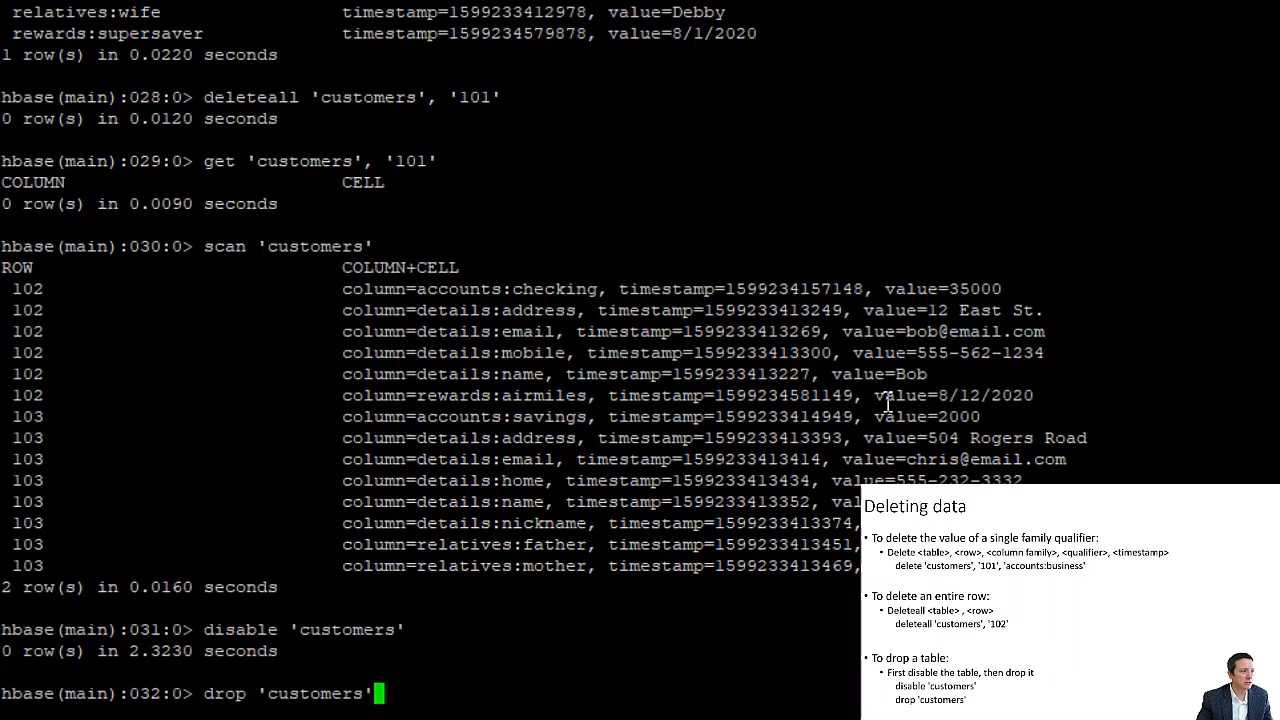 relatives:wife timestamp=1599233412978, value=Debby
rewards:supersaver timestamp=1599234579878, value=8/1/2020
1 row(s) in 0.0220 seconds
hbase(main):028:0> deleteall 'customers', '101'
0 row(s) in 0.0120 seconds
hbase(main):029:0> get 'customers', '101'
COLUMN CELL
0 row(s) in 0.0090 seconds
hbase(main):030:0> scan 'customers'
ROW COLUMN+CELL
102 column=accounts:checking, timestamp=1599234157148, value=35000
102 column=details:address, timestamp=1599233413249, value=12 East St.
102 column=details:email, timestamp=1599233413269, value=bob@email.com
102 column=details:mobile, timestamp=1599233413300, value=555-562-1234
102 column=details:name, timestamp=1599233413227, value=Bob
102 column=rewards:airmiles, timestamp=1599234581149, value=8/12/2020
103 column=accounts:savings, timestamp=1599233414949, value=2000
103 column=details:address, timestamp=1599233413393, value=504 Rogers Road
103 column=details:email, timestamp=1599233413414, value=chris@email.com
103 column=details:home, timestamp=1599233413434, value=555-232-3332
103 column=details:name, timestamp=1599233413352, va
103 column=details:nickname, timestamp=1599233413374,
103 column=relatives:father, timestamp=1599233413451,
103 column=relatives:mother, timestamp=1599233413469,
2 row(s) in 0.0160 seconds
hbase(main):031:0> disable 'customers'
0 row(s) in 2.3230 seconds
hbase(main):032:0> drop 'customers'
Deleting data
• To delete the value of a single family qualifier:
• Delete <table>, <row>, <column family>, <qualifier>, <timestamp>
delete 'customers', '101', 'accounts:business'
• To delete an entire row:
• Deleteall <table> , <row>
deleteall 'customers', '102'
• To drop a table:
• First disable the table, then drop it
disable 'customers'
drop 'customers'